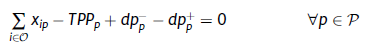 ∑ x_{ip} − TPP_p + dp_p^− − dp_p^+ = 0 ∀p ∈ 𝒫
i∈𝒪